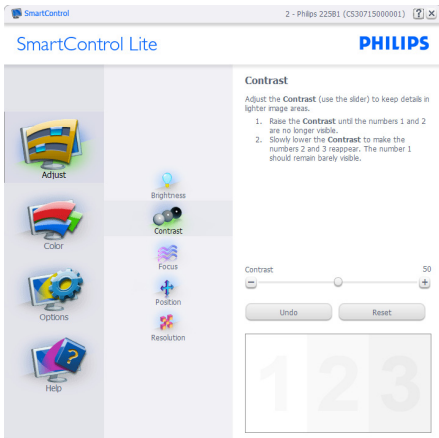 SmartControl
2 - Philips 225B1 (CS30715000001)
SmartControl Lite
PHILIPS
Adjust
Color
Options
Help
Brightness
Contrast
Focus
Position
Resolution
Contrast
Adjust the Contrast (use the slider) to keep details in
lighter image areas.
1. Raise the Contrast until the numbers 1 and 2
are no longer visible.
2. Slowly lower the Contrast to make the
numbers 2 and 3 reappear. The number 1
should remain barely visible.
Contrast 50
Undo Reset
1 2 3